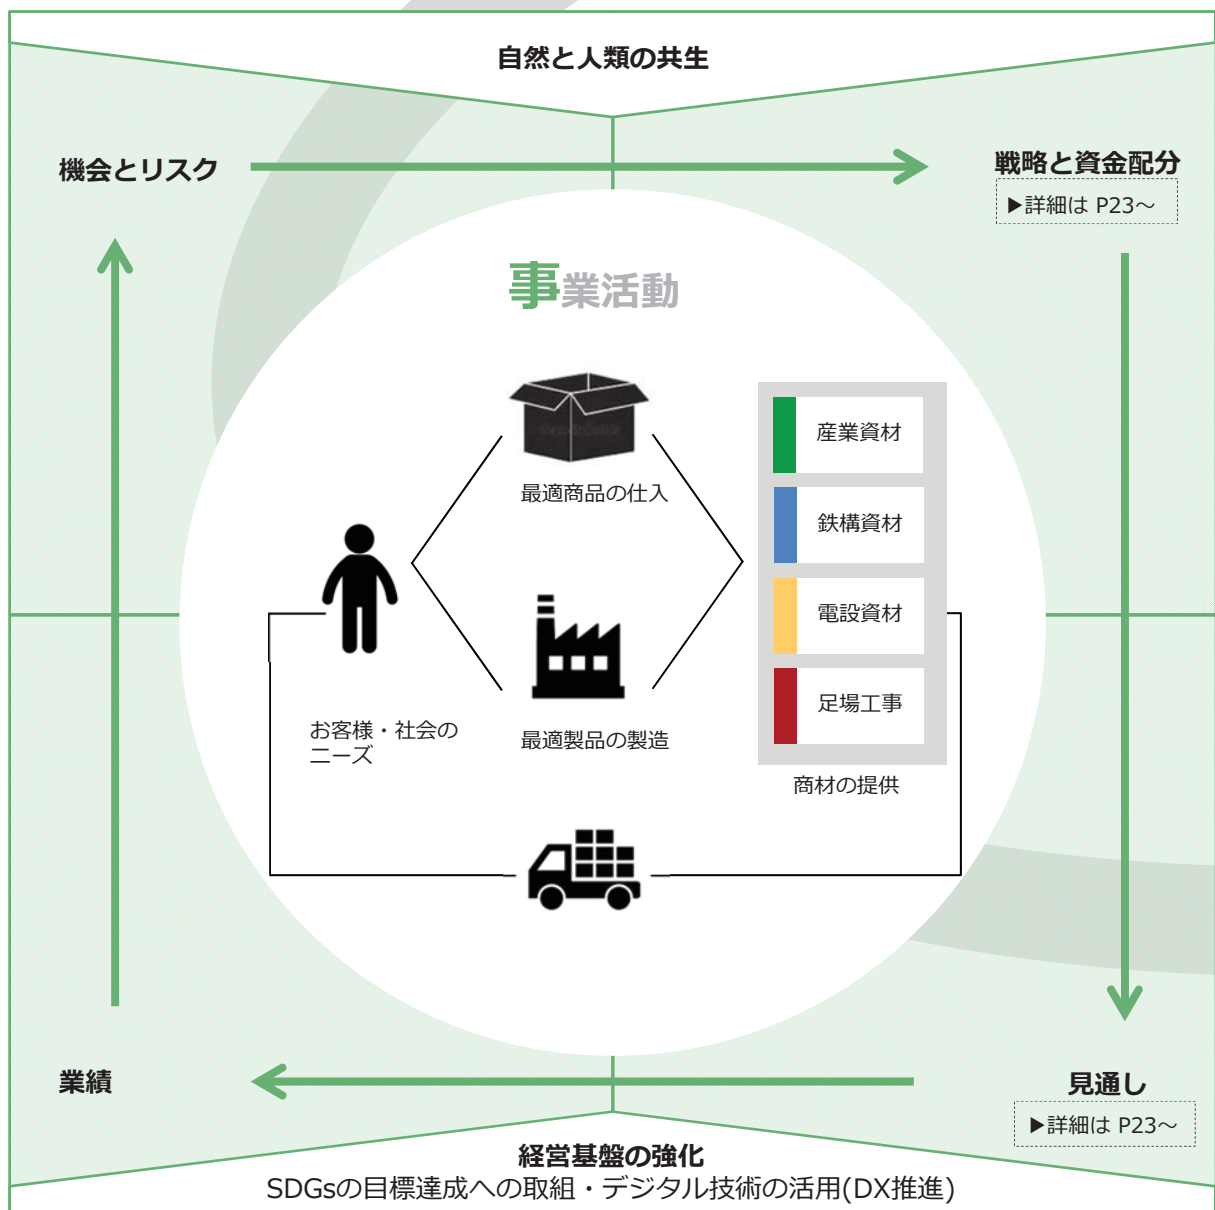 自然と人類の共生
機会とリスク
戦略と資金配分
▶詳細は P23～
事業活動
最適商品の仕入
産業資材
鉄構資材
電設資材
足場工事
お客様・社会の
ニーズ
最適製品の製造
商材の提供
業績
見通し
▶詳細は P23～
経営基盤の強化
SDGsの目標達成への取組・デジタル技術の活用(DX推進)